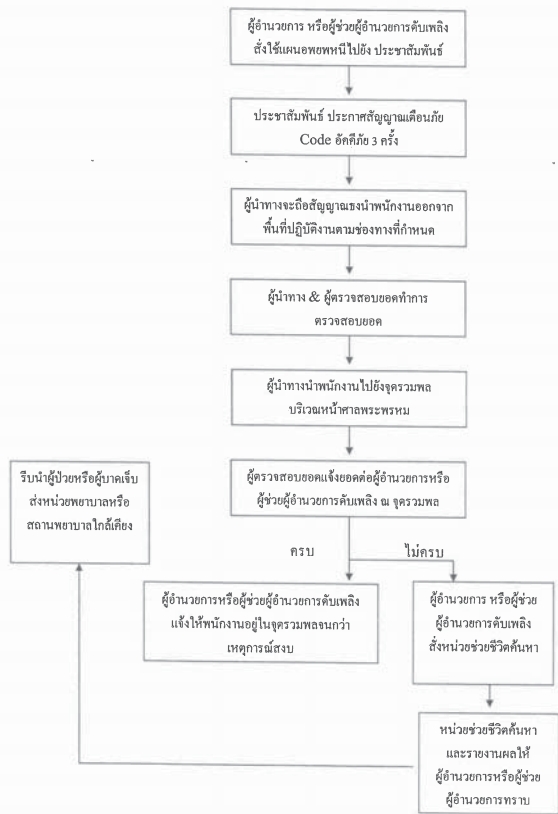 ผู้อำนวยการ หรือผู้ช่วยผู้อำนวยการดับเพลิง
สั่งใช้แผนอพยพหนีไปยัง ประชาสัมพันธ์
ประชาสัมพันธ์ ประกาศสัญญาณเตือนภัย
Code อัคคีภัย 3 ครั้ง
ผู้นำทางจะถือสัญญาณธงนำพนักงานออกจาก
พื้นที่ปฏิบัติงานตามช่องทางที่กำหนด
ผู้นำทาง & ผู้ตรวจสอบยอดทำการ
ตรวจสอบยอด
ผู้นำทางนำพนักงานไปยังจุดรวมพล
บริเวณหน้าศาลพระพรหม
ผู้ตรวจสอบยอดแจ้งยอดต่อผู้อำนวยการหรือ
ผู้ช่วยผู้อำนวยการดับเพลิง ณ จุดรวมพล
รีบนำผู้ป่วยหรือผู้บาดเจ็บ
ส่งหน่วยพยาบาลหรือ
สถานพยาบาลใกล้เคียง
ครบ
ไม่ครบ
ผู้อำนวยการหรือผู้ช่วยผู้อำนวยการดับเพลิง
แจ้งให้พนักงานอยู่ในจุดรวมพลจนกว่า
เหตุการณ์สงบ
ผู้อำนวยการ หรือผู้ช่วย
ผู้อำนวยการดับเพลิง
สั่งหน่วยช่วยชีวิตค้นหา
หน่วยช่วยชีวิตค้นหา
และรายงานผลให้
ผู้อำนวยการหรือผู้ช่วย
ผู้อำนวยการทราบ